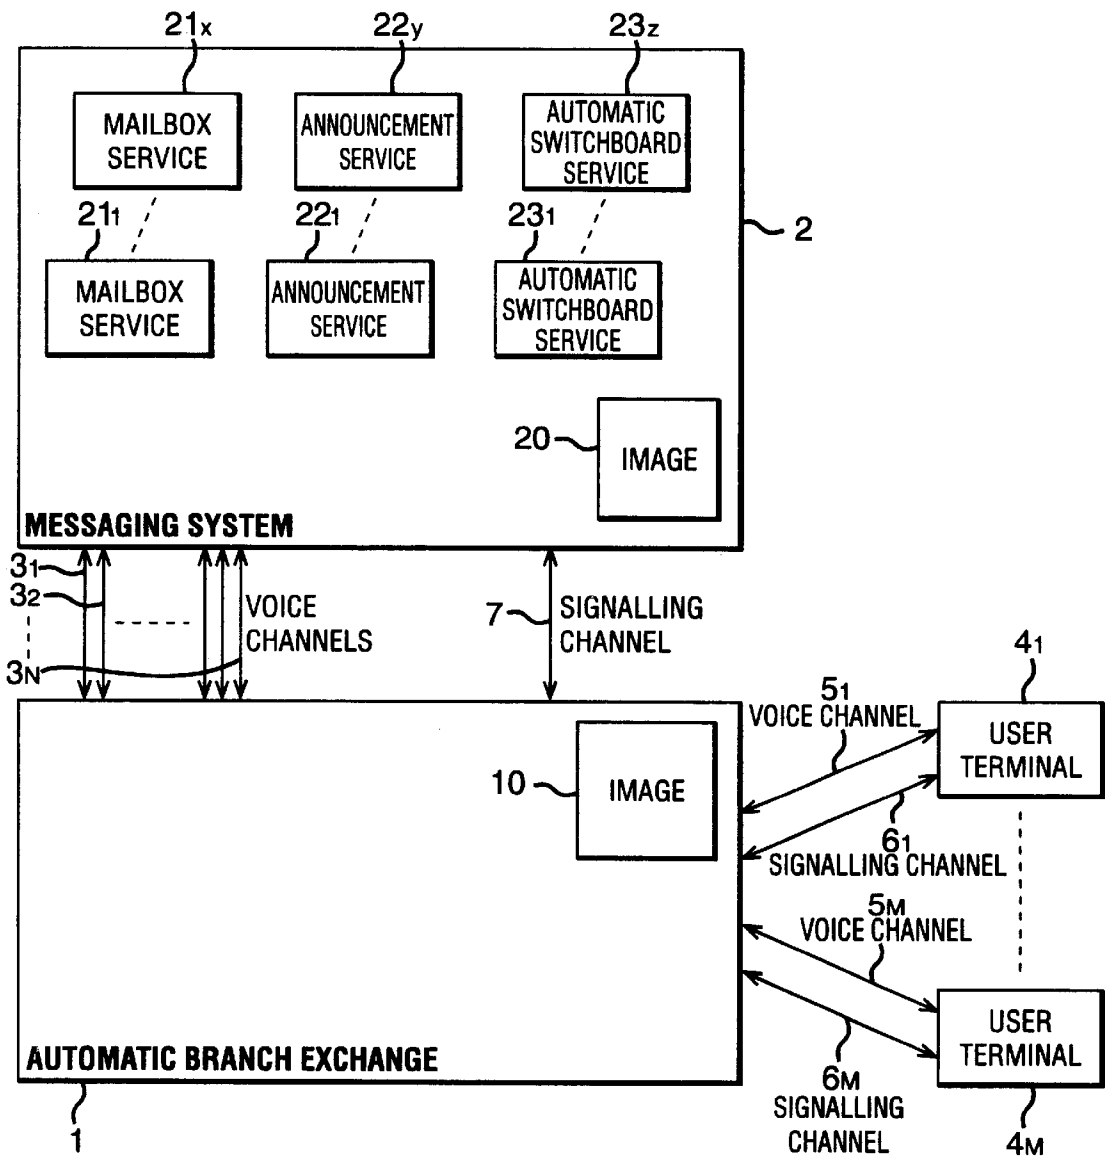 21x
22y
23z
MAILBOX
SERVICE
ANNOUNCEMENT
SERVICE
AUTOMATIC
SWITCHBOARD
SERVICE
211
221
231
2
MAILBOX
SERVICE
ANNOUNCEMENT
SERVICE
AUTOMATIC
SWITCHBOARD
SERVICE
20
IMAGE
MESSAGING SYSTEM
31
32
3N
VOICE
CHANNELS
7
SIGNALLING
CHANNEL
41
51
VOICE CHANNEL
USER
TERMINAL
10
IMAGE
61
SIGNALLING CHANNEL
5M
VOICE CHANNEL
USER
TERMINAL
AUTOMATIC BRANCH EXCHANGE
6M
SIGNALLING
CHANNEL
1
4M